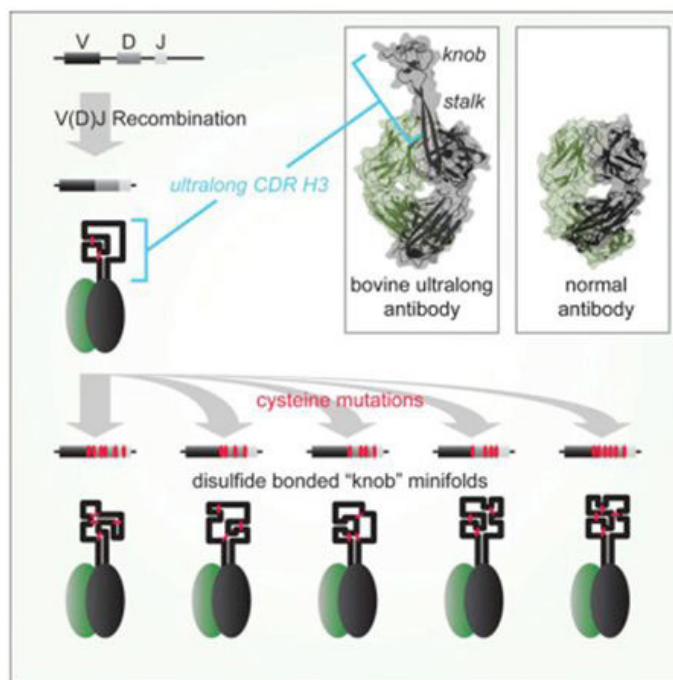 V D J
V(D)J Recombination
ultralong CDR H3
knob
stalk
bovine ultralong
antibody
normal
antibody
cysteine mutations
disulfide bonded “knob” minifolds